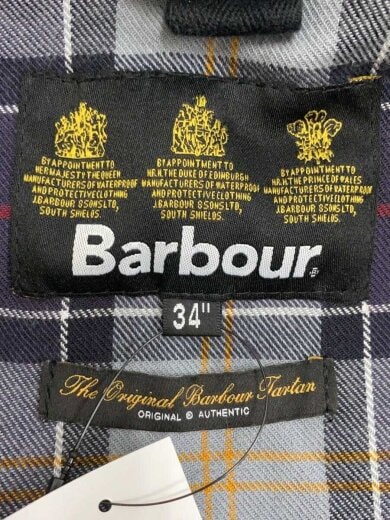 BY APPOINTMENT TO
HER MAJESTY THE QUEEN
MANUFACTURERS OF WATERPROOF
AND PROTECTIVE CLOTHING
J.BARBOUR & SONS LTD,
SOUTH SHIELDS.
BY APPOINTMENT TO
H.R.H. THE DUKE OF EDINBURGH
MANUFACTURERS OF WATERPROOF
AND PROTECTIVE CLOTHING
J.BARBOUR & SONS LTD,
SOUTH SHIELDS.
BY APPOINTMENT TO
H.R.H. THE PRINCE OF WALES
MANUFACTURERS OF WATERPROOF
AND PROTECTIVE CLOTHING
J.BARBOUR & SONS LTD,
SOUTH SHIELDS.
Barbour
34"
The Original Barbour Tartan
ORIGINAL & AUTHENTIC